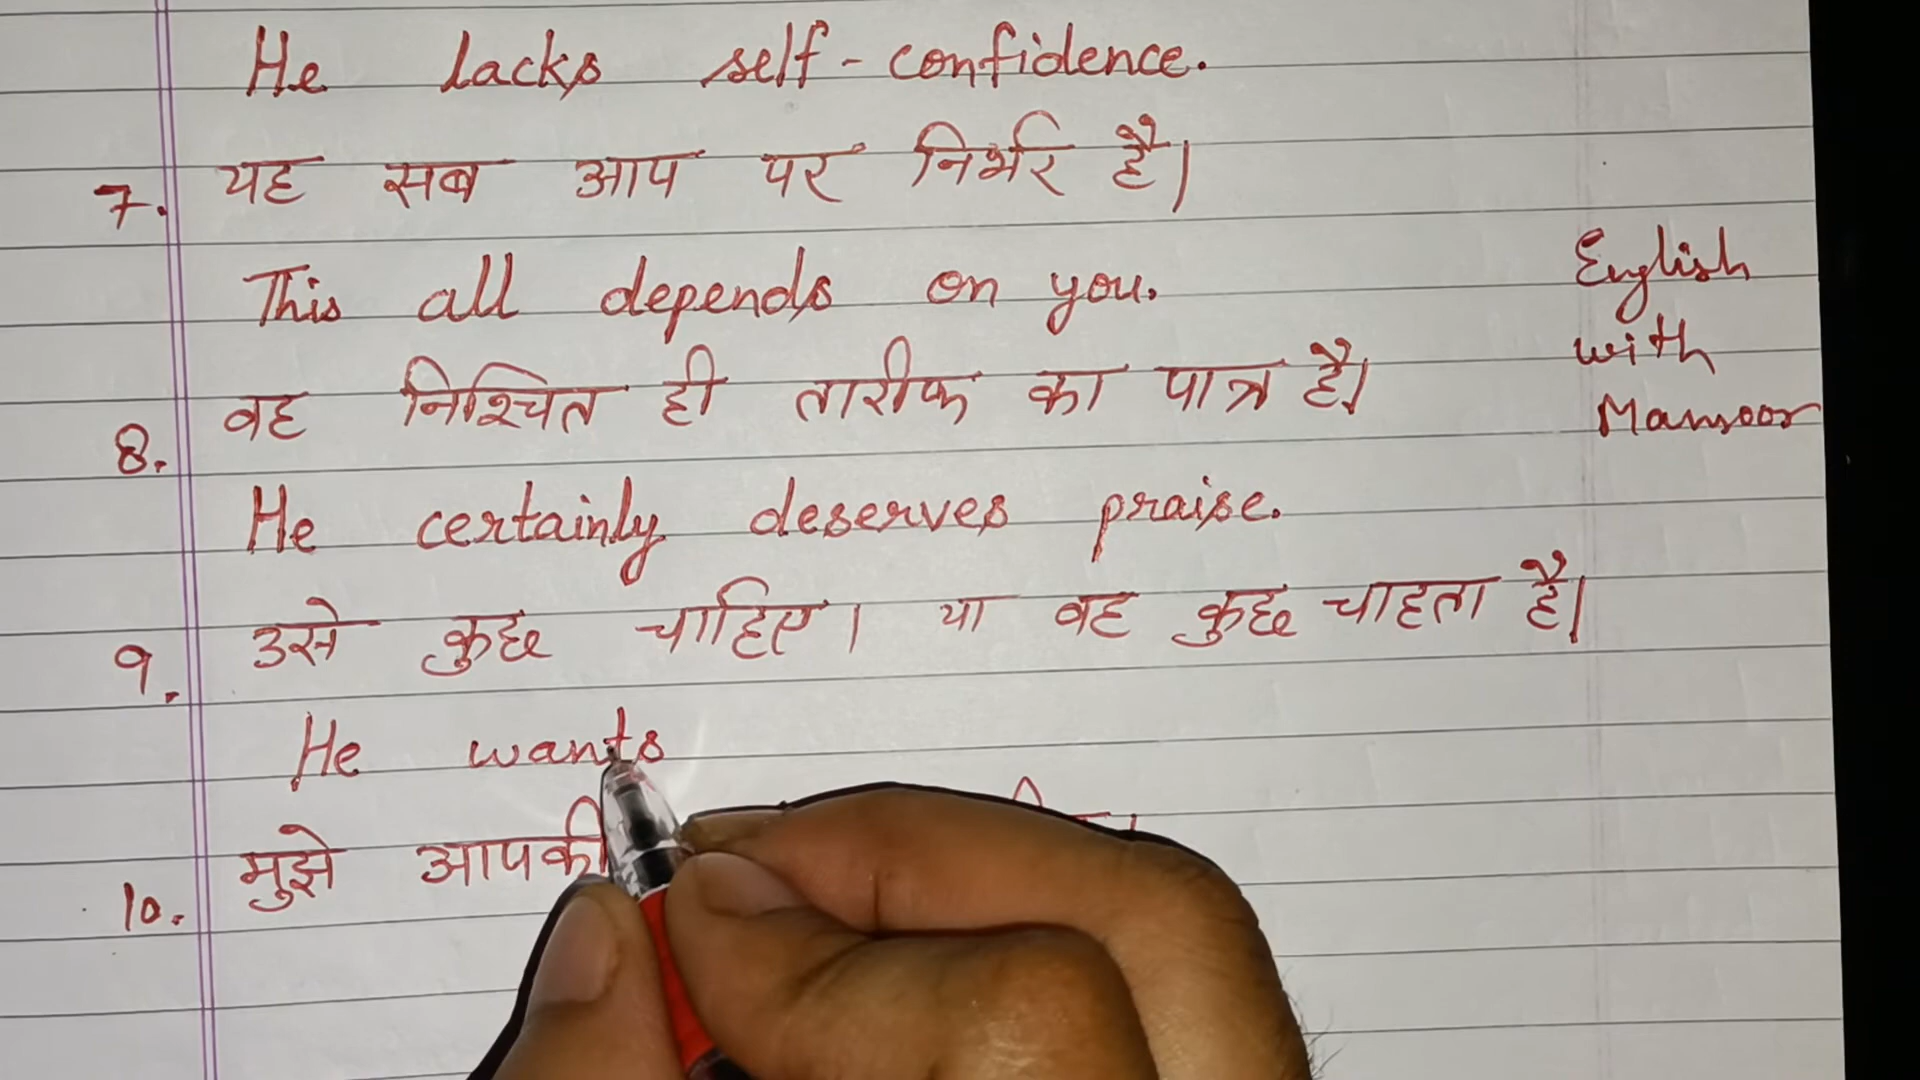 He lacks self-confidence.
7. यह सब आप पर निर्भर है।
This all depends on you.
8. वह निश्चित ही तारीफ का पात्र है।
He certainly deserves praise.
9. उसे कुछ चाहिए। या वह कुछ चाहता है।
He wants
10. मुझे आपकी
English
with
Mansoor